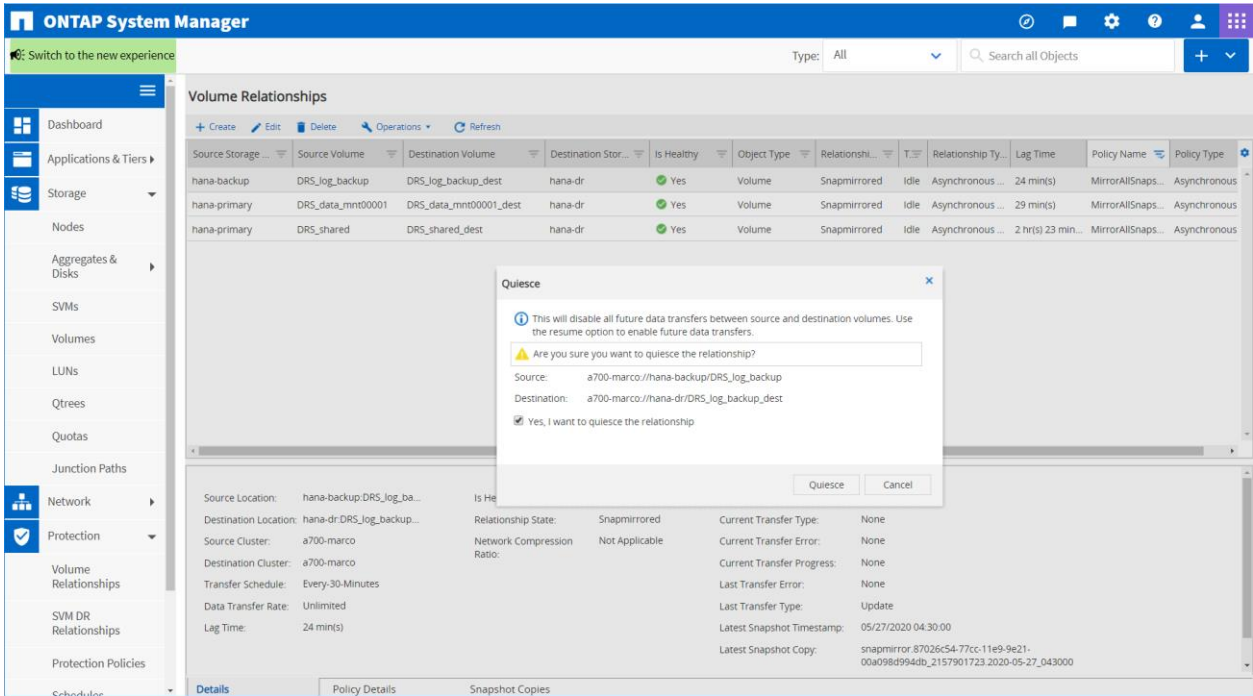 ONTAP System Manager
Switch to the new experience
Type: All Search all Objects
Volume Relationships
Create Edit Delete Operations Refresh
Source Storage ... Source Volume Destination Volume Destination Stor... Is Healthy Object Type Relationshi... T... Relationship Ty... Lag Time Policy Name Policy Type
hana-backup DRS_log_backup DRS_log_backup_dest hana-dr Yes Volume Snapmirrored Idle Asynchronous ... 24 min(s) MirrorAllSnaps... Asynchronous
hana-primary DRS_data_mnt00001 DRS_data_mnt00001_dest hana-dr Yes Volume Snapmirrored Idle Asynchronous ... 29 min(s) MirrorAllSnaps... Asynchronous
hana-primary DRS_shared DRS_shared_dest hana-dr Yes Volume Snapmirrored Idle Asynchronous ... 2 hr(s) 23 min... MirrorAllSnaps... Asynchronous
Dashboard
Applications & Tiers
Storage
Nodes
Aggregates &
Disks
SVMs
Volumes
LUNs
Qtrees
Quotas
Junction Paths
Network
Protection
Volume
Relationships
SVM DR
Relationships
Protection Policies
Schedules
Quiesce
This will disable all future data transfers between source and destination volumes. Use
the resume option to enable future data transfers.
Are you sure you want to quiesce the relationship?
Source: a700-marco://hana-backup/DRS_log_backup
Destination: a700-marco://hana-dr/DRS_log_backup_dest
Yes, I want to quiesce the relationship
Quiesce Cancel
Source Location: hana-backup:DRS_log_ba... Is He
Destination Location: hana-dr:DRS_log_backup... Relationship State: Snapmirrored Current Transfer Type: None
Source Cluster: a700-marco Network Compression Not Applicable Current Transfer Error: None
Ratio:
Destination Cluster: a700-marco Current Transfer Progress: None
Transfer Schedule: Every-30-Minutes Last Transfer Error: None
Data Transfer Rate: Unlimited Last Transfer Type: Update
Lag Time: 24 min(s) Latest Snapshot Timestamp: 05/27/2020 04:30:00
Latest Snapshot Copy: snapmirror.87026c54-77cc-11e9-9e21-
00a098d994db_2157901723.2020-05-27_043000
Details Policy Details Snapshot Copies